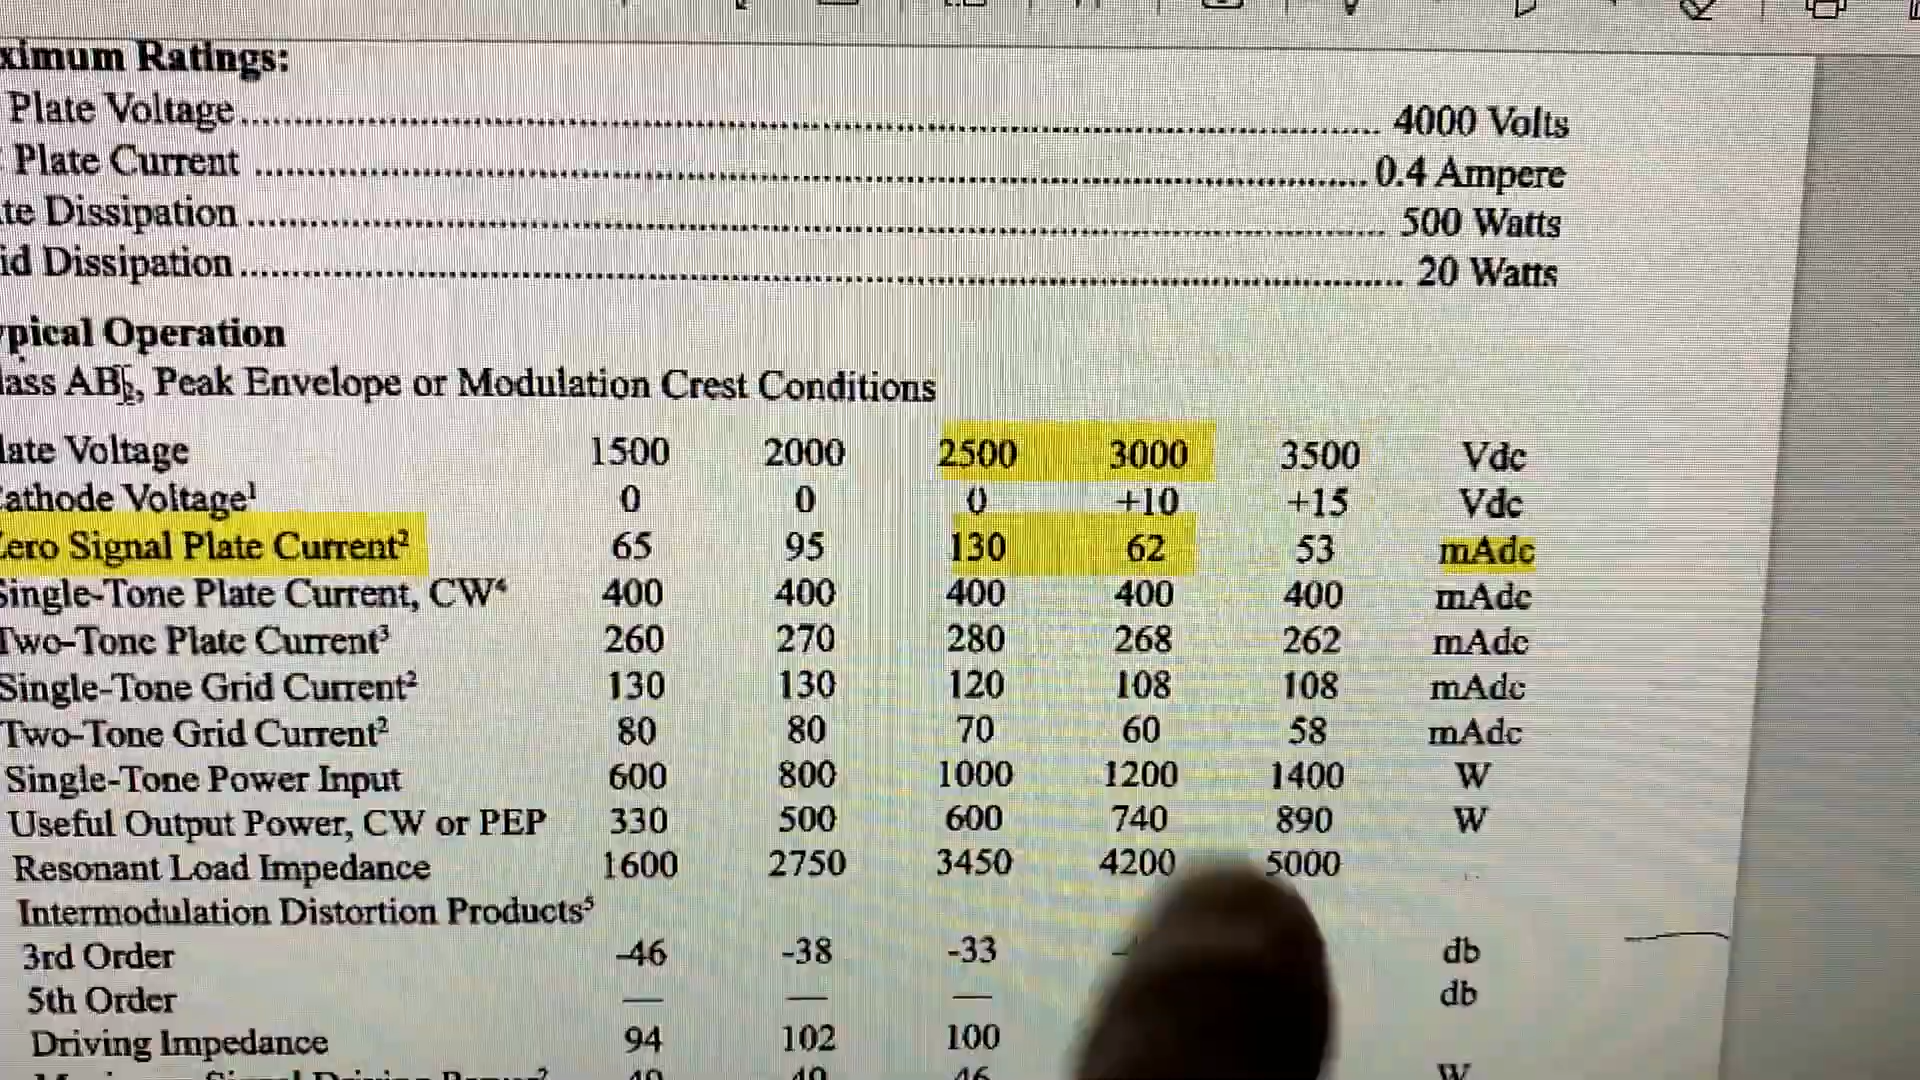 ximum Ratings:
Plate Voltage 4000 Volts
Plate Current 0.4 Ampere
te Dissipation 500 Watts
id Dissipation 20 Watts
ypical Operation
lass AB, Peak Envelope or Modulation Crest Conditions
late Voltage 1500 2000 2500 3000 3500 Vdc
athode Voltage¹ 0 0 0 +10 +15 Vdc
ero Signal Plate Current² 65 95 130 62 53 mAdc
Single-Tone Plate Current, CW⁴ 400 400 400 400 400 mAdc
Two-Tone Plate Current³ 260 270 280 268 262 mAdc
Single-Tone Grid Current² 130 130 120 108 108 mAdc
Two-Tone Grid Current² 80 80 70 60 58 mAdc
Single-Tone Power Input 600 800 1000 1200 1400 W
Useful Output Power, CW or PEP 330 500 600 740 890 W
Resonant Load Impedance 1600 2750 3450 4200 5000
Intermodulation Distortion Products⁵
3rd Order -46 -38 -33 db
5th Order — — — db
Driving Impedance 94 102 100